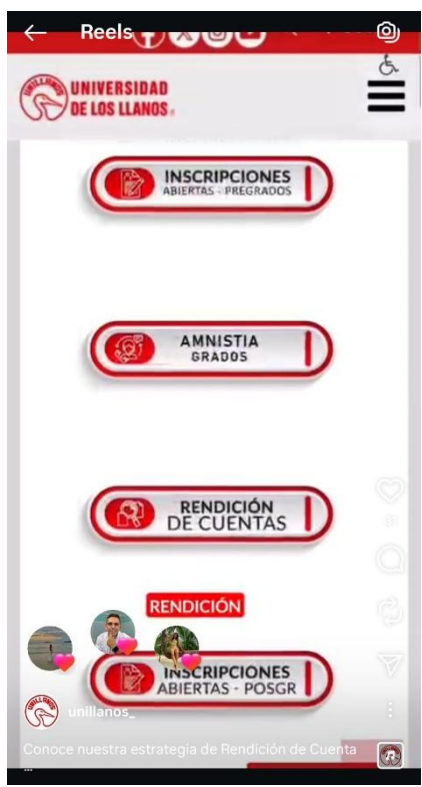 Reels
UNIVERSIDAD
DE LOS LLANOS
INSCRIPCIONES
ABIERTAS - PREGRADOS
AMNISTIA
GRADOS
RENDICIÓN
DE CUENTAS
RENDICIÓN
INSCRIPCIONES
ABIERTAS - POSGR
unillanos_
Conoce nuestra estrategia de Rendición de Cuenta
...